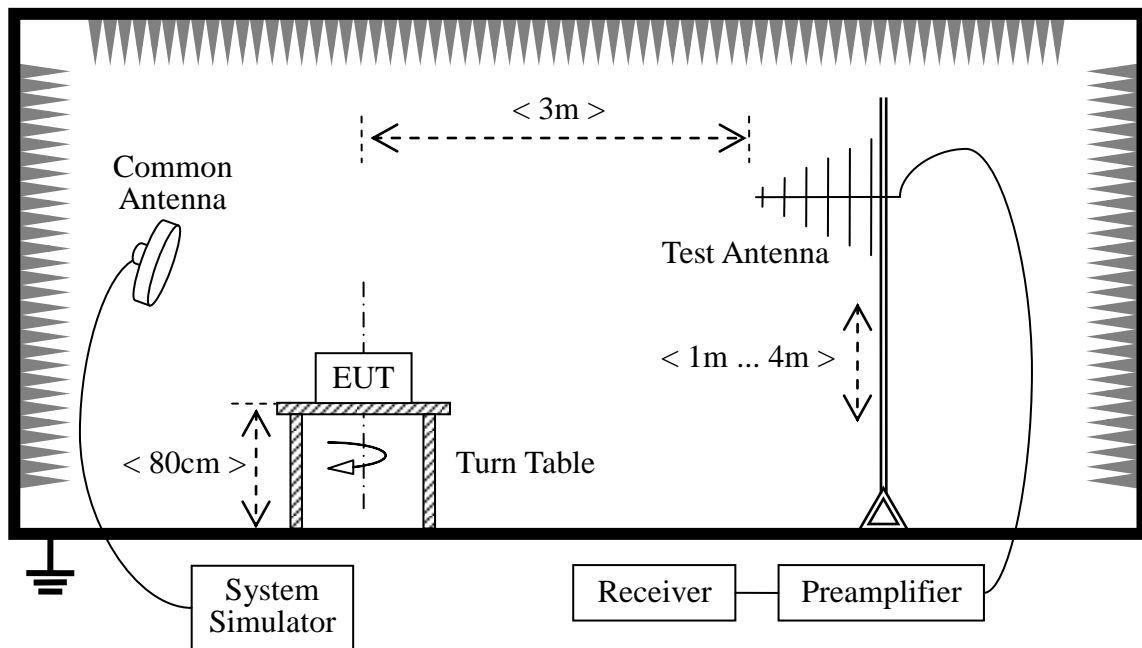 < 3m >
Common
Antenna
Test Antenna
< 1m ... 4m >
EUT
< 80cm >
Turn Table
System
Simulator
Receiver
Preamplifier